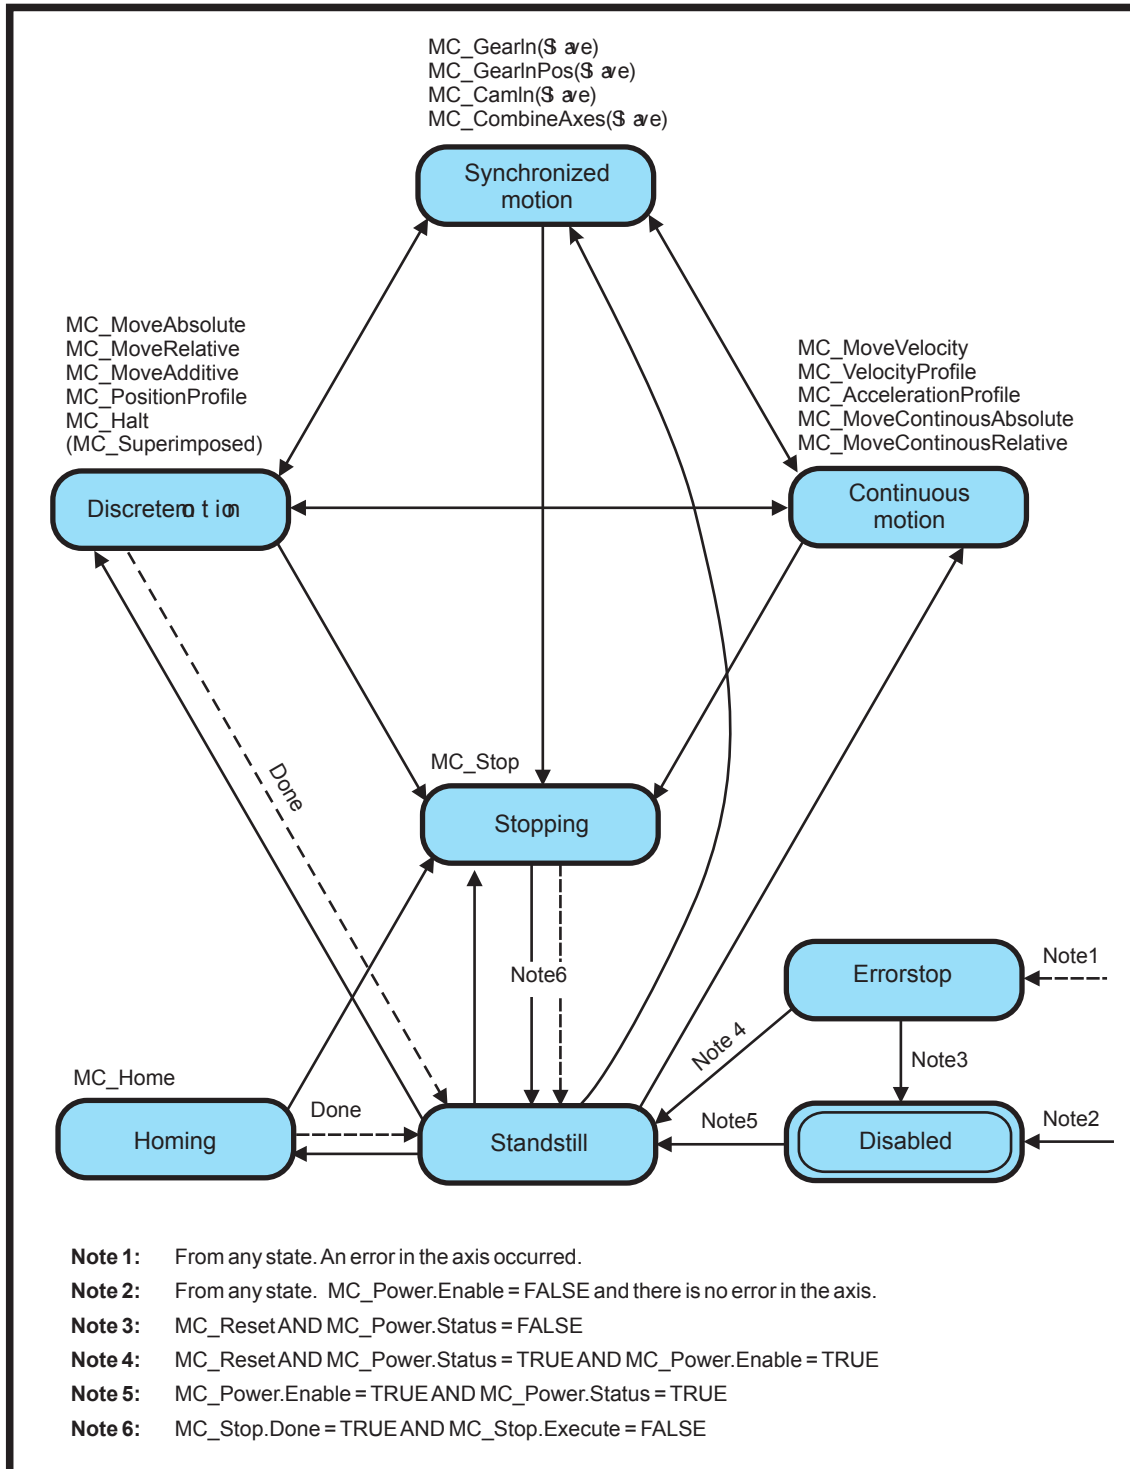 MC_GearIn(Slave)
MC_GearInPos(Slave)
MC_CamIn(Slave)
MC_CombineAxes(Slave)
Synchronized
motion
MC_MoveAbsolute
MC_MoveRelative
MC_MoveAdditive
MC_PositionProfile
MC_Halt
(MC_Superimposed)
MC_MoveVelocity
MC_VelocityProfile
MC_AccelerationProfile
MC_MoveContinousAbsolute
MC_MoveContinousRelative
Discrete motion
Continuous
motion
Done
MC_Stop
Stopping
Note6
Errorstop
Note1
Note 4
Note3
MC_Home
Homing
Done
Standstill
Note5
Disabled
Note2
Note 1: From any state. An error in the axis occurred.
Note 2: From any state. MC_Power.Enable = FALSE and there is no error in the axis.
Note 3: MC_Reset AND MC_Power.Status = FALSE
Note 4: MC_Reset AND MC_Power.Status = TRUE AND MC_Power.Enable = TRUE
Note 5: MC_Power.Enable = TRUE AND MC_Power.Status = TRUE
Note 6: MC_Stop.Done = TRUE AND MC_Stop.Execute = FALSE